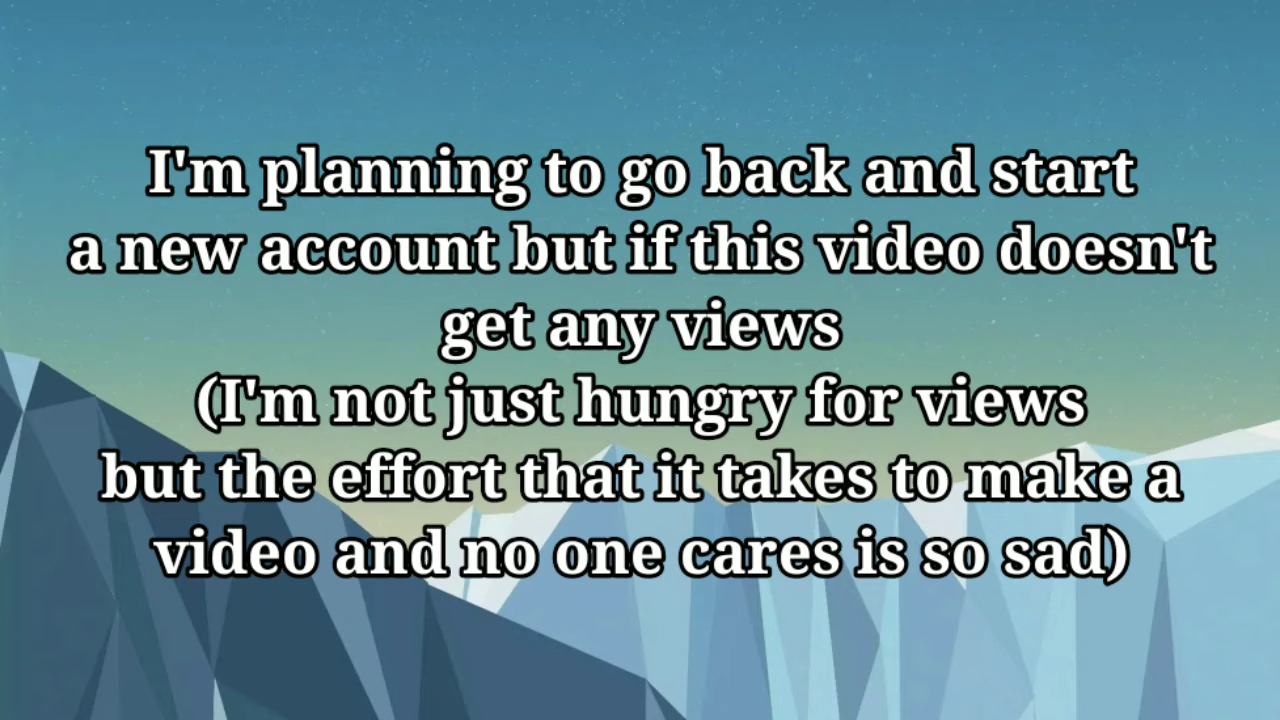 I'm planning to go back and start
a new account but if this video doesn't
get any views
(I'm not just hungry for views
but the effort that it takes to make a
video and no one cares is so sad)